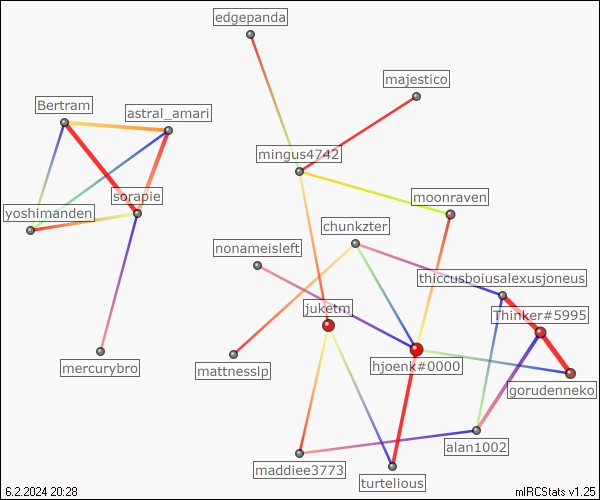 edgepanda
majestico
Bertram
astral_amari
mingus4742
sorapie
moonraven
yoshimanden
chunkzter
nonameisleft
thiccusboiusalexusjoneus
juketn
Thinker#5995
mercurybro
mattnesslp
hjoenk#0000
gorudenneko
alan1002
maddiee3773
turtelious
6.2.2024 20:28
mIRCStats v1.25